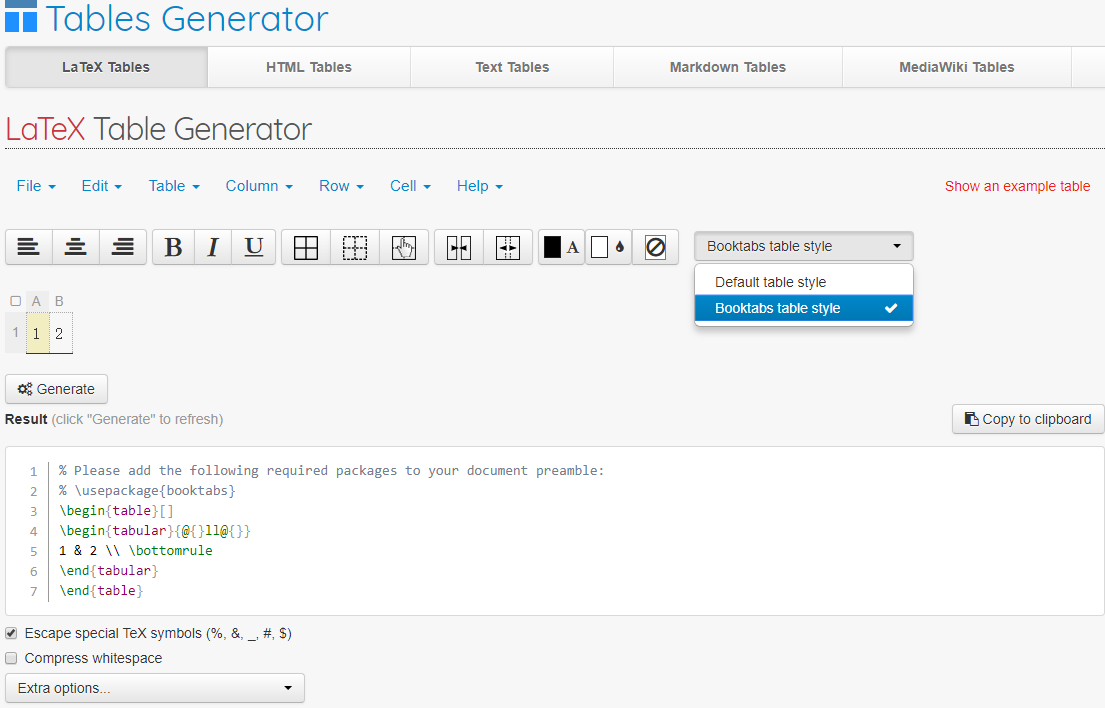 Tables Generator
LaTeX Tables HTML Tables Text Tables Markdown Tables MediaWiki Tables
LaTeX Table Generator
File Edit Table Column Row Cell Help Show an example table
B I U A Booktabs table style
Default table style
Booktabs table style
A B
1 1 2
Generate
Result (click "Generate" to refresh)
Copy to clipboard
1 % Please add the following required packages to your document preamble:
2 % \usepackage{booktabs}
3 \begin{table}[]
4 \begin{tabular}{@{}ll@{}}
5 1 & 2 \\ \bottomrule
6 \end{tabular}
7 \end{table}
Escape special TeX symbols (%, &, _, #, $)
Compress whitespace
Extra options...